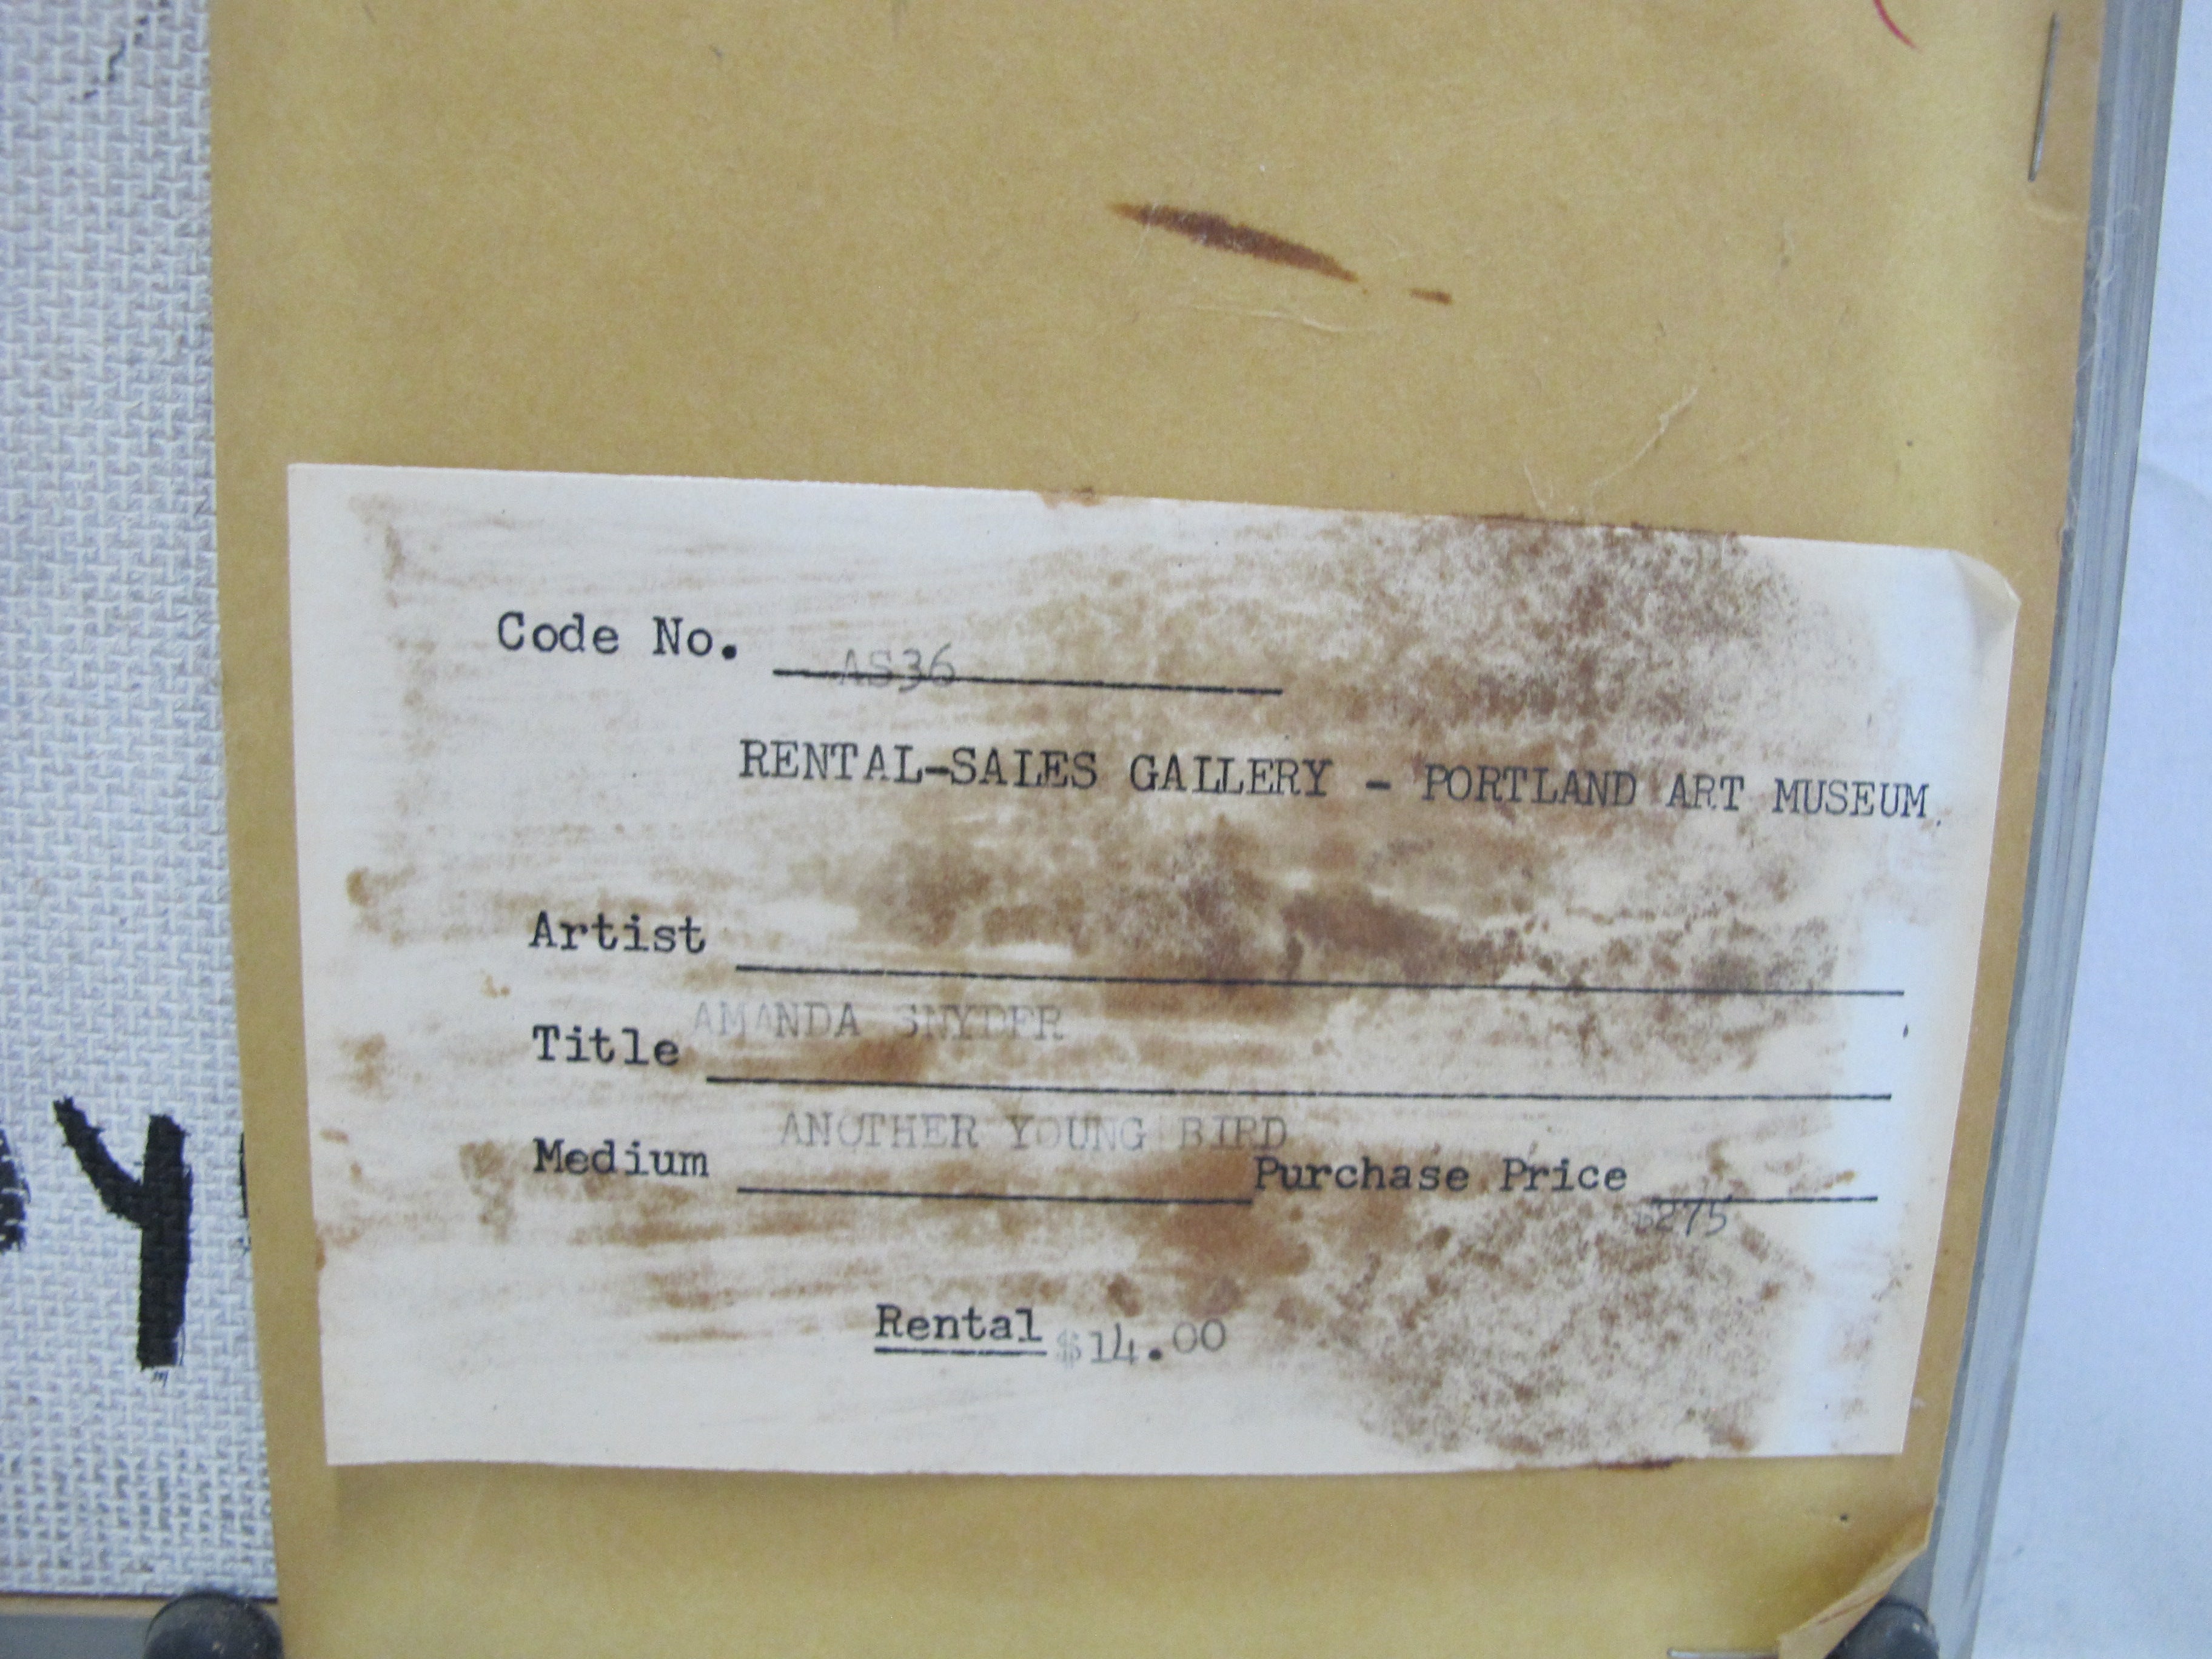 Code No. AS36
RENTAL-SALES GALLERY - PORTLAND ART MUSEUM.
Artist
AMANDA SNYDER
Title
ANOTHER YOUNG BIRD
Medium Purchase Price
$275
Rental $14.00